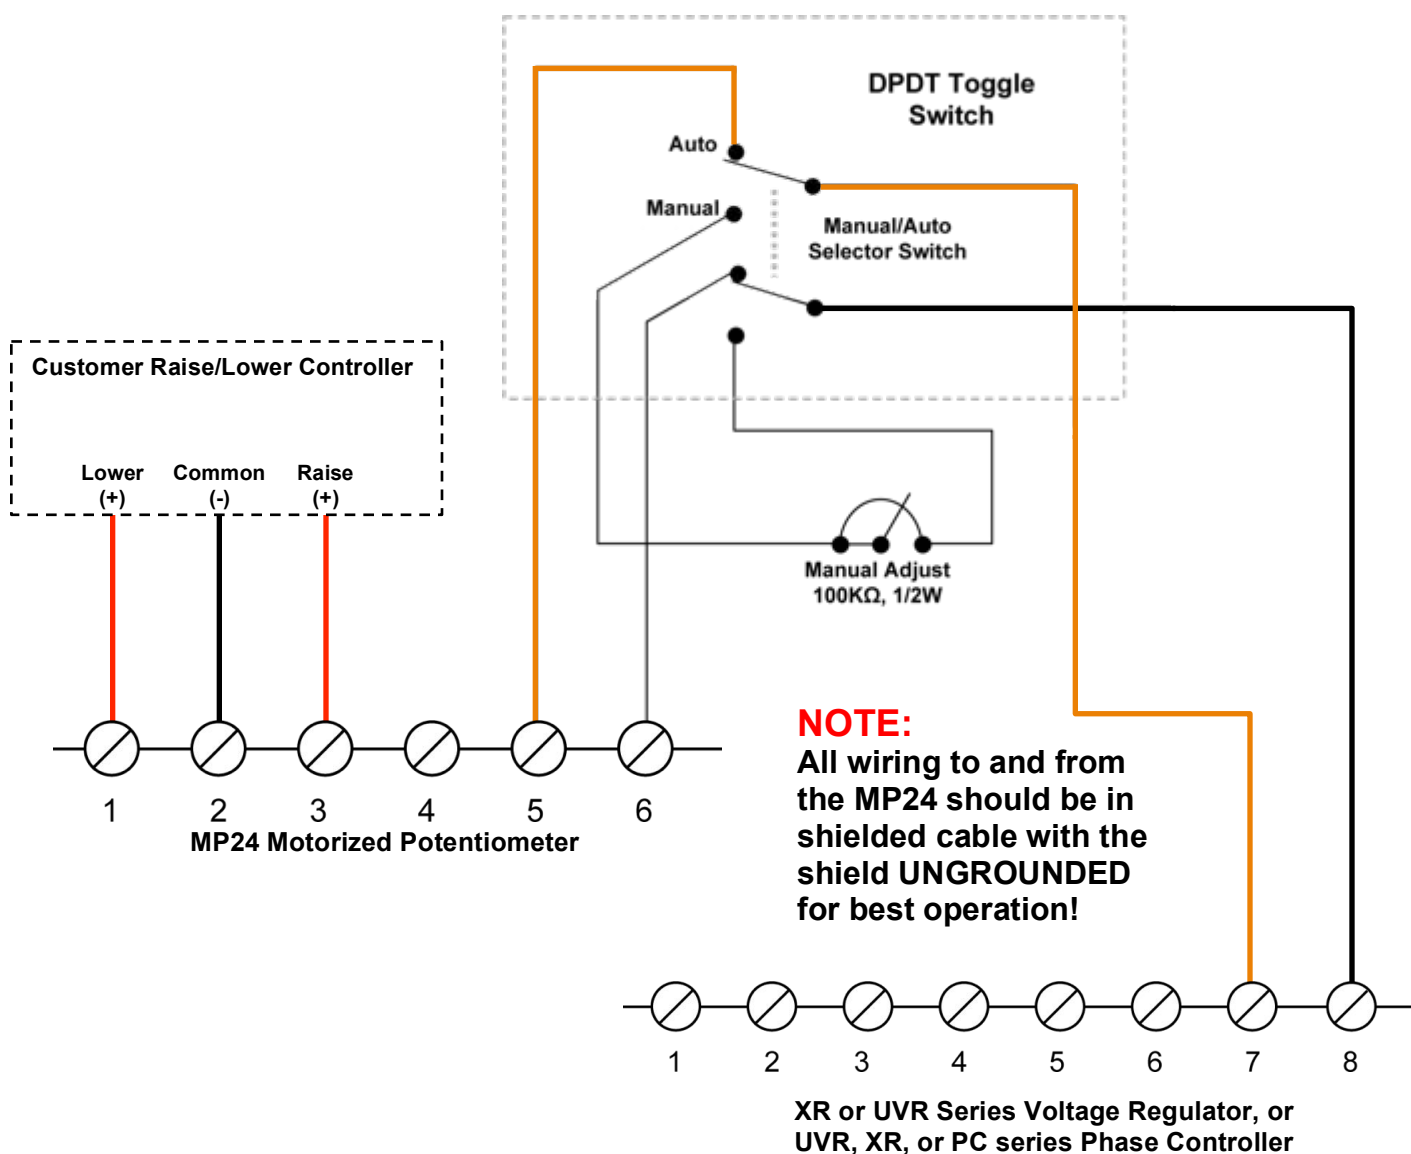 DPDT Toggle
Switch
Auto
Manual
Manual/Auto
Selector Switch
Customer Raise/Lower Controller
Lower
(+)
Common
(-)
Raise
(+)
Manual Adjust
100KΩ, 1/2W
1
2
3
4
5
6
MP24 Motorized Potentiometer
NOTE:
All wiring to and from
the MP24 should be in
shielded cable with the
shield UNGROUNDED
for best operation!
1
2
3
4
5
6
7
8
XR or UVR Series Voltage Regulator, or
UVR, XR, or PC series Phase Controller